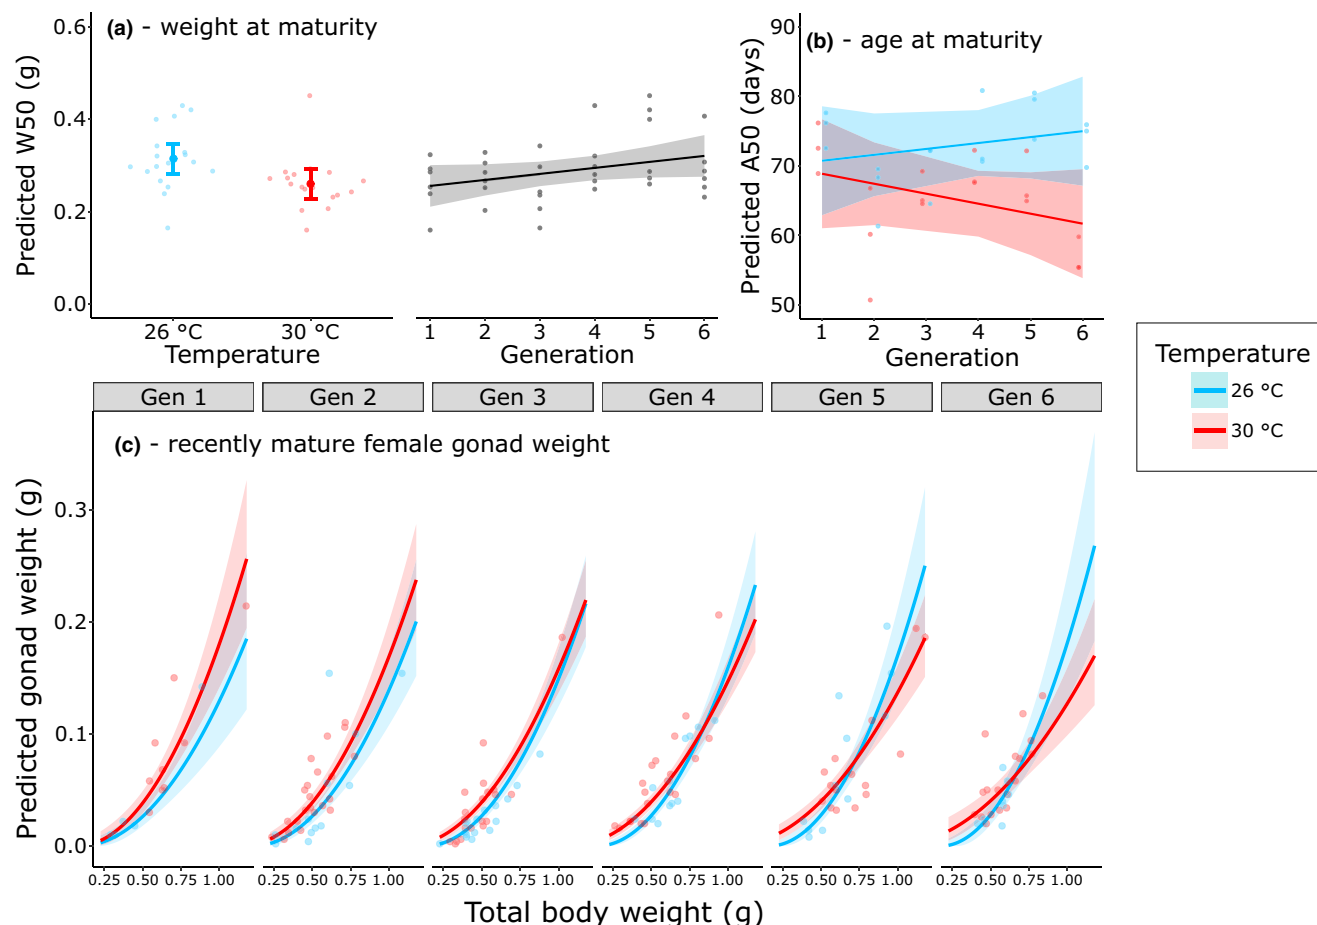 (a) - weight at maturity
Predicted W50 (g)
0.6
0.4
0.2
0.0
26 °C 30 °C
Temperature
1 2 3 4 5 6
Generation
(b) - age at maturity
Predicted A50 (days)
90
80
70
60
50
1 2 3 4 5 6
Generation
Temperature
26 °C
30 °C
Gen 1 Gen 2 Gen 3 Gen 4 Gen 5 Gen 6
(c) - recently mature female gonad weight
Predicted gonad weight (g)
0.3
0.2
0.1
0.0
0.25 0.50 0.75 1.00 0.25 0.50 0.75 1.00 0.25 0.50 0.75 1.00 0.25 0.50 0.75 1.00 0.25 0.50 0.75 1.00 0.25 0.50 0.75 1.00
Total body weight (g)